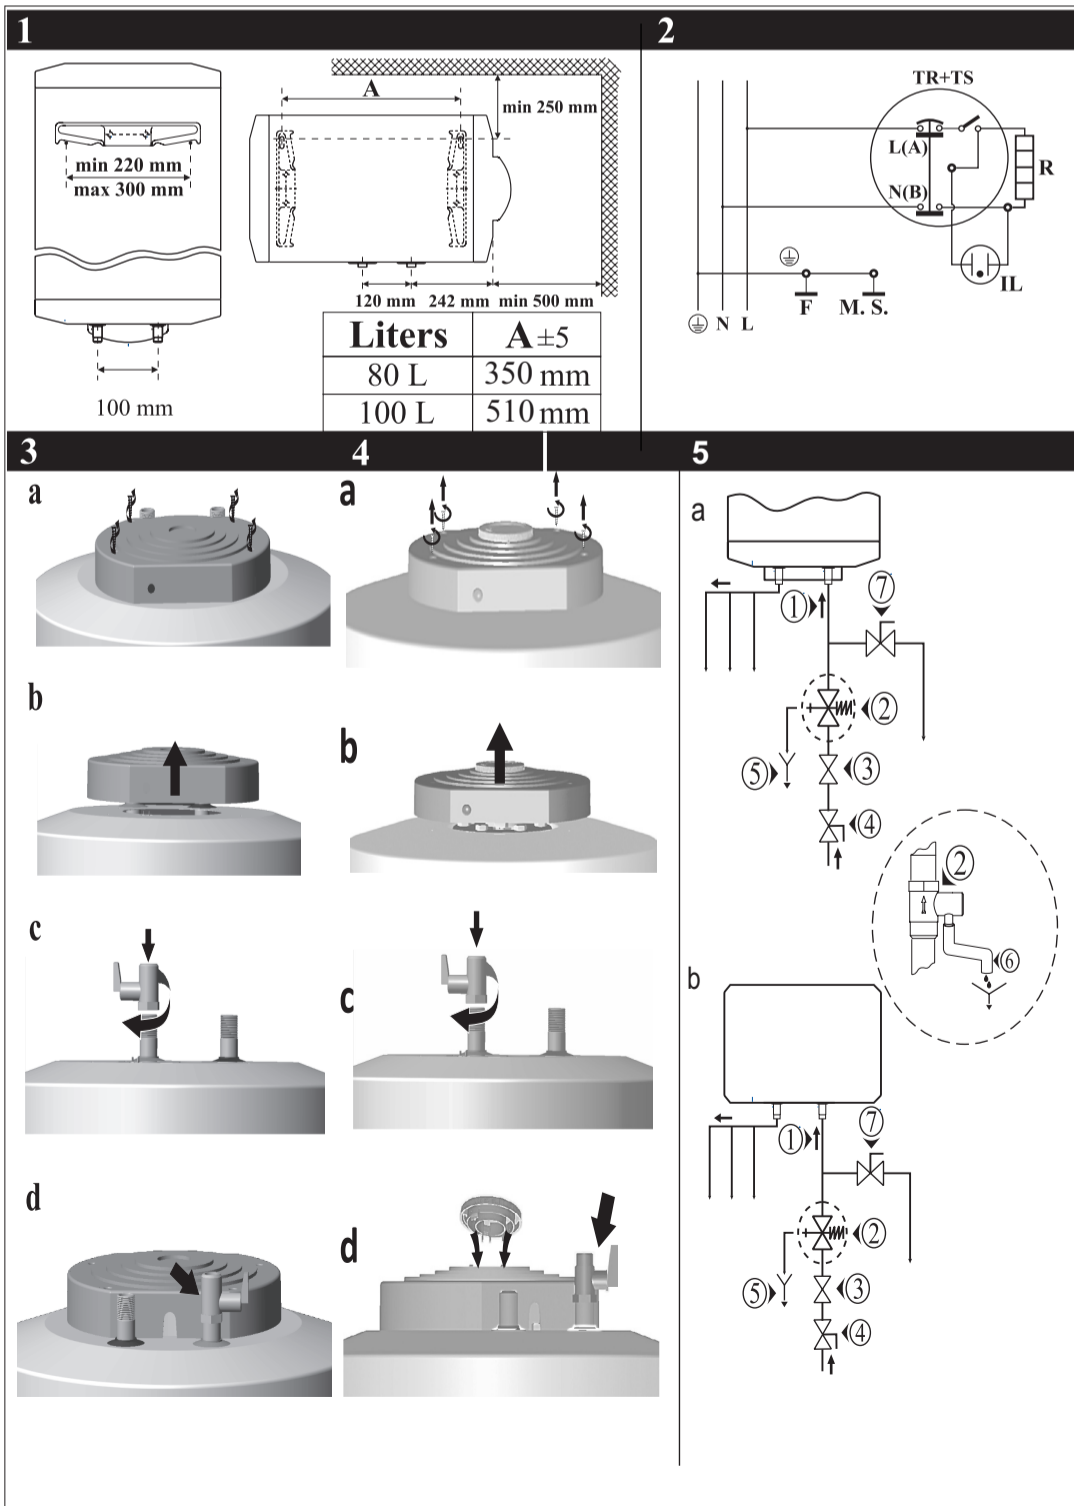 1
2
min 220 mm
max 300 mm
100 mm
A
min 250 mm
120 mm
242 mm
min 500 mm
Liters A ±5
80 L 350 mm
100 L 510 mm
TR+TS
L(A)
N(B)
R
IL
F
M. S.
N L
3
4
5
a
b
c
d
a
b
c
d
a
1
7
2
5
3
4
2
6
b
1
7
2
5
3
4